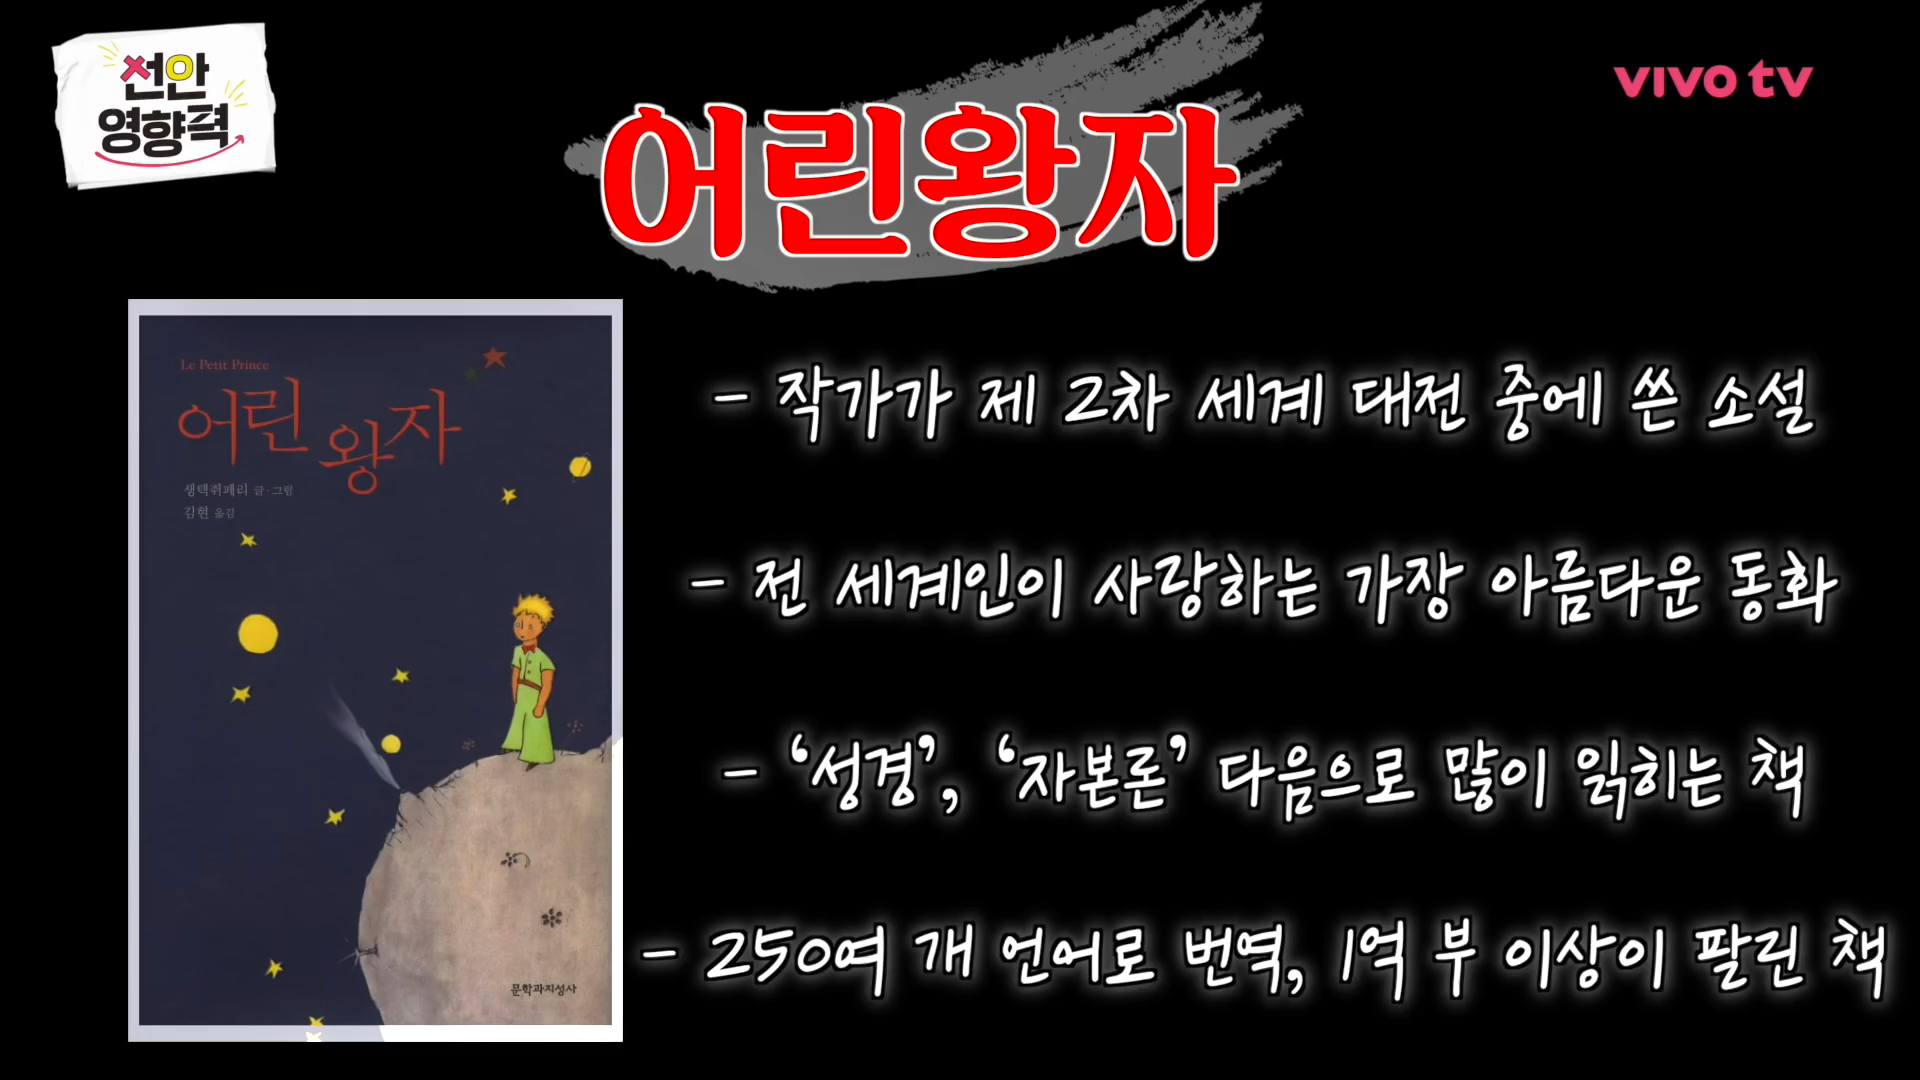 선안
영향력
vivo tv
어린왕자
Le Petit Prince
어린 왕자
생텍쥐페리 글·그림
김현 옮김
문학과지성사
- 작가가 제 2차 세계 대전 중에 쓴 소설
- 전 세계인이 사랑하는 가장 아름다운 동화
- ‘성경’, ‘자본론’ 다음으로 많이 읽히는 책
- 250여 개 언어로 번역, 1억 부 이상이 팔린 책